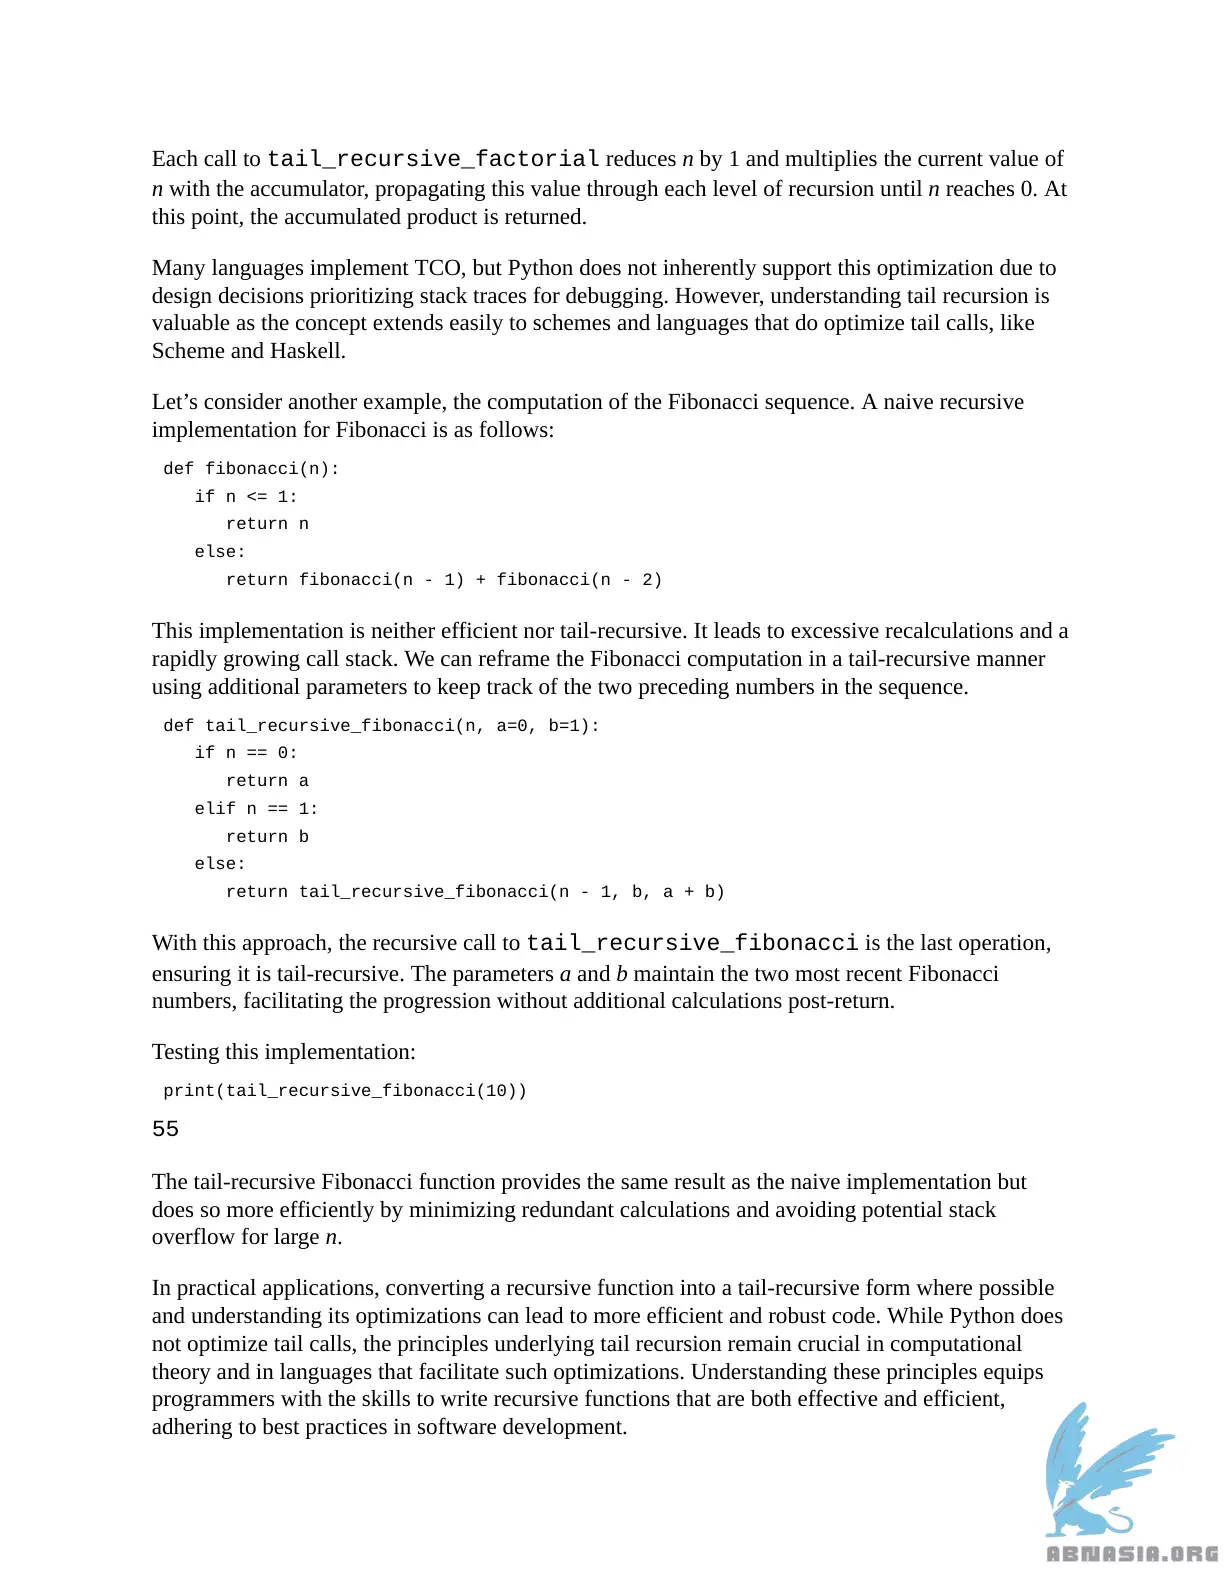 Each call to tail_recursive_factorial reduces n by 1 and multiplies the current value of
n with the accumulator, propagating this value through each level of recursion until n reaches 0. At
this point, the accumulated product is returned.
Many languages implement TCO, but Python does not inherently support this optimization due to
design decisions prioritizing stack traces for debugging. However, understanding tail recursion is
valuable as the concept extends easily to schemes and languages that do optimize tail calls, like
Scheme and Haskell.
Let’s consider another example, the computation of the Fibonacci sequence. A naive recursive
implementation for Fibonacci is as follows:
def fibonacci(n):
   if n <= 1:
      return n
   else:
      return fibonacci(n - 1) + fibonacci(n - 2)
This implementation is neither efficient nor tail-recursive. It leads to excessive recalculations and a
rapidly growing call stack. We can reframe the Fibonacci computation in a tail-recursive manner
using additional parameters to keep track of the two preceding numbers in the sequence.
def tail_recursive_fibonacci(n, a=0, b=1):
   if n == 0:
      return a
   elif n == 1:
      return b
   else:
      return tail_recursive_fibonacci(n - 1, b, a + b)
With this approach, the recursive call to tail_recursive_fibonacci is the last operation,
ensuring it is tail-recursive. The parameters a and b maintain the two most recent Fibonacci
numbers, facilitating the progression without additional calculations post-return.
Testing this implementation:
print(tail_recursive_fibonacci(10))
55
The tail-recursive Fibonacci function provides the same result as the naive implementation but
does so more efficiently by minimizing redundant calculations and avoiding potential stack
overflow for large n.
In practical applications, converting a recursive function into a tail-recursive form where possible
and understanding its optimizations can lead to more efficient and robust code. While Python does
not optimize tail calls, the principles underlying tail recursion remain crucial in computational
theory and in languages that facilitate such optimizations. Understanding these principles equips
programmers with the skills to write recursive functions that are both effective and efficient,
adhering to best practices in software development.
ABNASIA.ORG